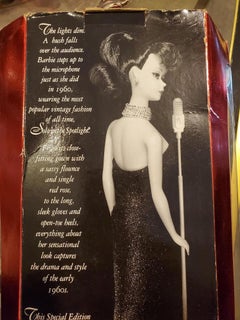 The lights dim.
A hush falls
over the audience.
Barbie steps up to
the microphone
just as she did
in 1960,
wearing the most
popular vintage fashion
of all time,
Solo in the Spotlight.
From its close-
fitting gown with
a sassy flounce
and single
red rose,
to the long,
sleek gloves and
open-toe heels,
everything about
her sensational
look captures
the drama and style
of the early
1960s.
This Special Edition